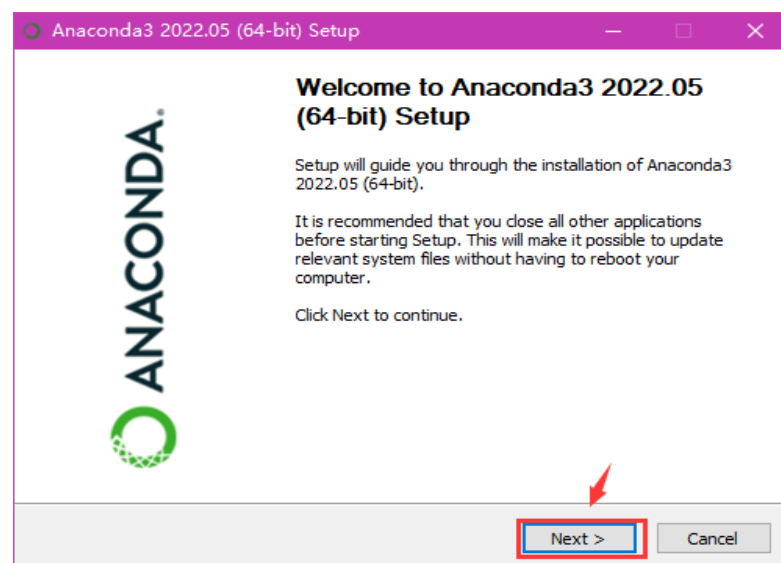 Anaconda3 2022.05 (64-bit) Setup
ANACONDA.
Welcome to Anaconda3 2022.05
(64-bit) Setup
Setup will guide you through the installation of Anaconda3
2022.05 (64-bit).
It is recommended that you close all other applications
before starting Setup. This will make it possible to update
relevant system files without having to reboot your
computer.
Click Next to continue.
Next >
Cancel